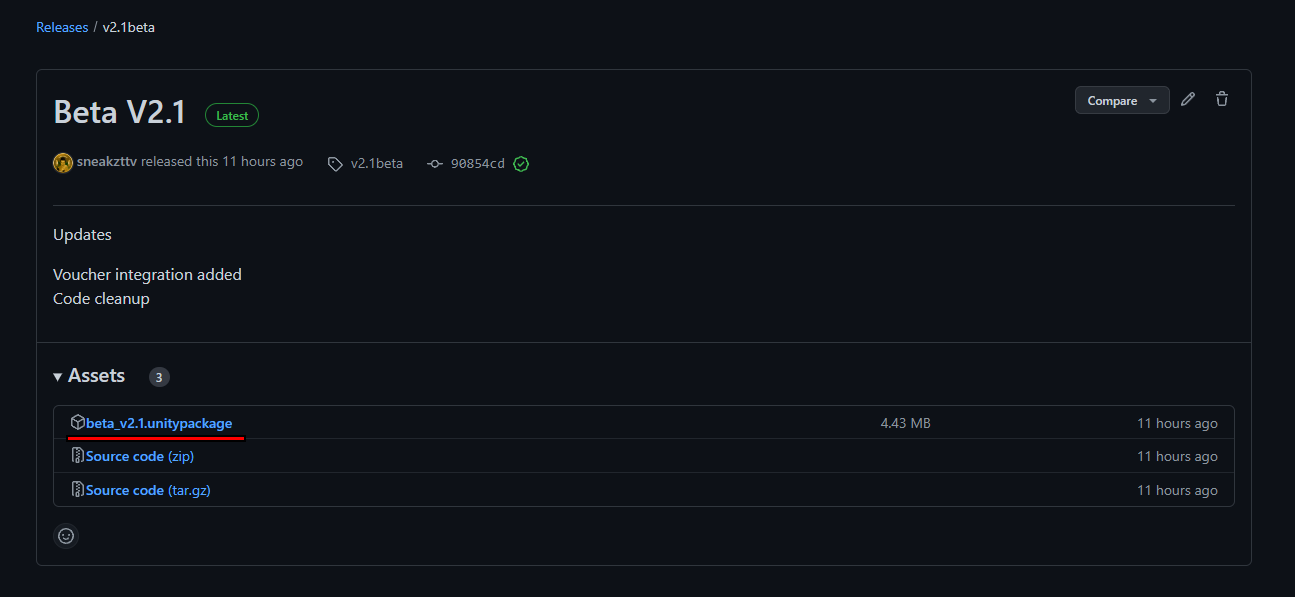 Releases / v2.1beta
Beta V2.1 Latest
Compare
sneakzttv released this 11 hours ago v2.1beta 90854cd
Updates
Voucher integration added
Code cleanup
Assets 3
beta_v2.1.unitypackage 4.43 MB 11 hours ago
Source code (zip) 11 hours ago
Source code (tar.gz) 11 hours ago